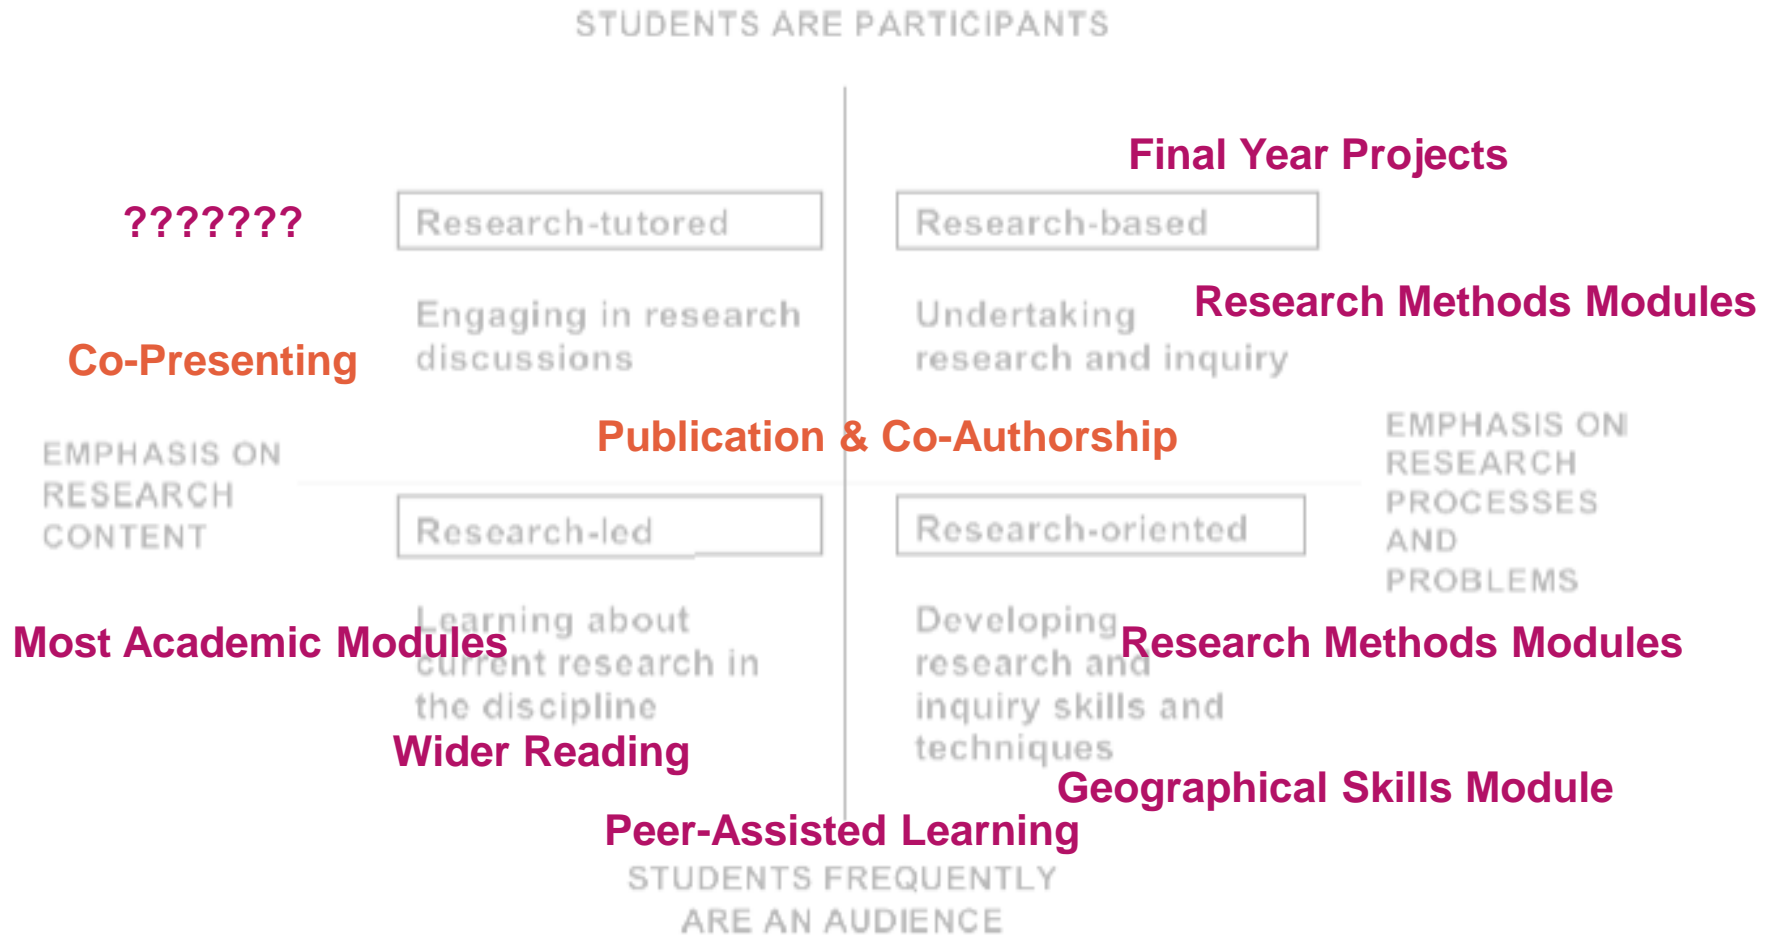 STUDENTS ARE PARTICIPANTS
Final Year Projects
???????
Research-tutored
Research-based
Engaging in research
discussions
Undertaking
research and inquiry
Research Methods Modules
Co-Presenting
Publication & Co-Authorship
EMPHASIS ON
RESEARCH
CONTENT
EMPHASIS ON
RESEARCH
PROCESSES
AND
PROBLEMS
Research-led
Research-oriented
Most Academic Modules
Learning about
current research in
the discipline
Developing
research and
inquiry skills and
techniques
Research Methods Modules
Wider Reading
Geographical Skills Module
Peer-Assisted Learning
STUDENTS FREQUENTLY
ARE AN AUDIENCE